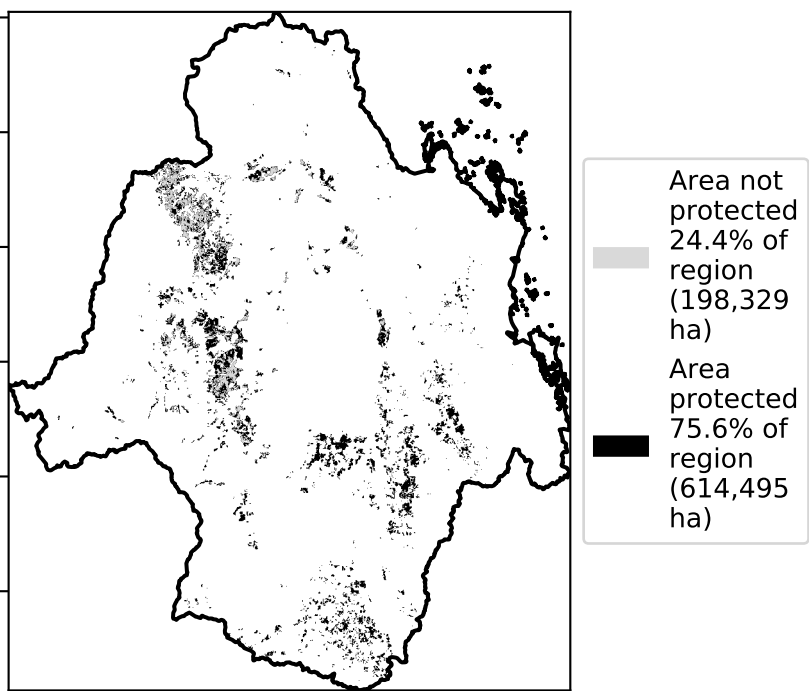 Area not
protected
24.4% of
region
(198,329
ha)
Area
protected
75.6% of
region
(614,495
ha)